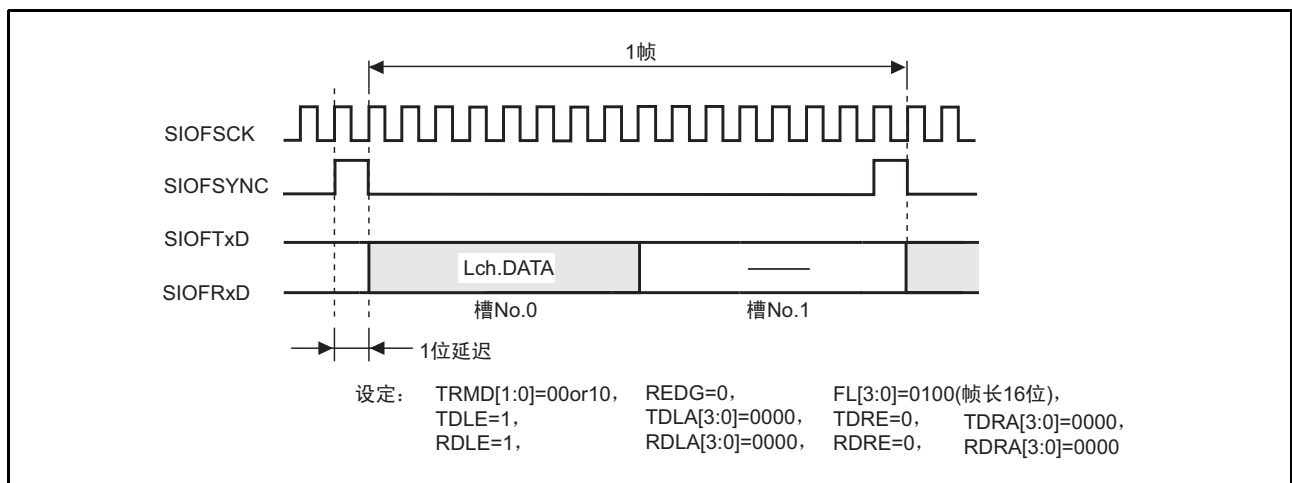 1帧
SIOFSCK
SIOFSYNC
SIOFTxD
Lch.DATA
SIOFRxD
槽No.0 槽No.1
1位延迟
设定： TRMD[1:0]=00or10， REDG=0， FL[3:0]=0100(帧长16位)，
TDLE=1， TDLA[3:0]=0000， TDRE=0， TDRA[3:0]=0000，
RDLE=1， RDLA[3:0]=0000， RDRE=0， RDRA[3:0]=0000